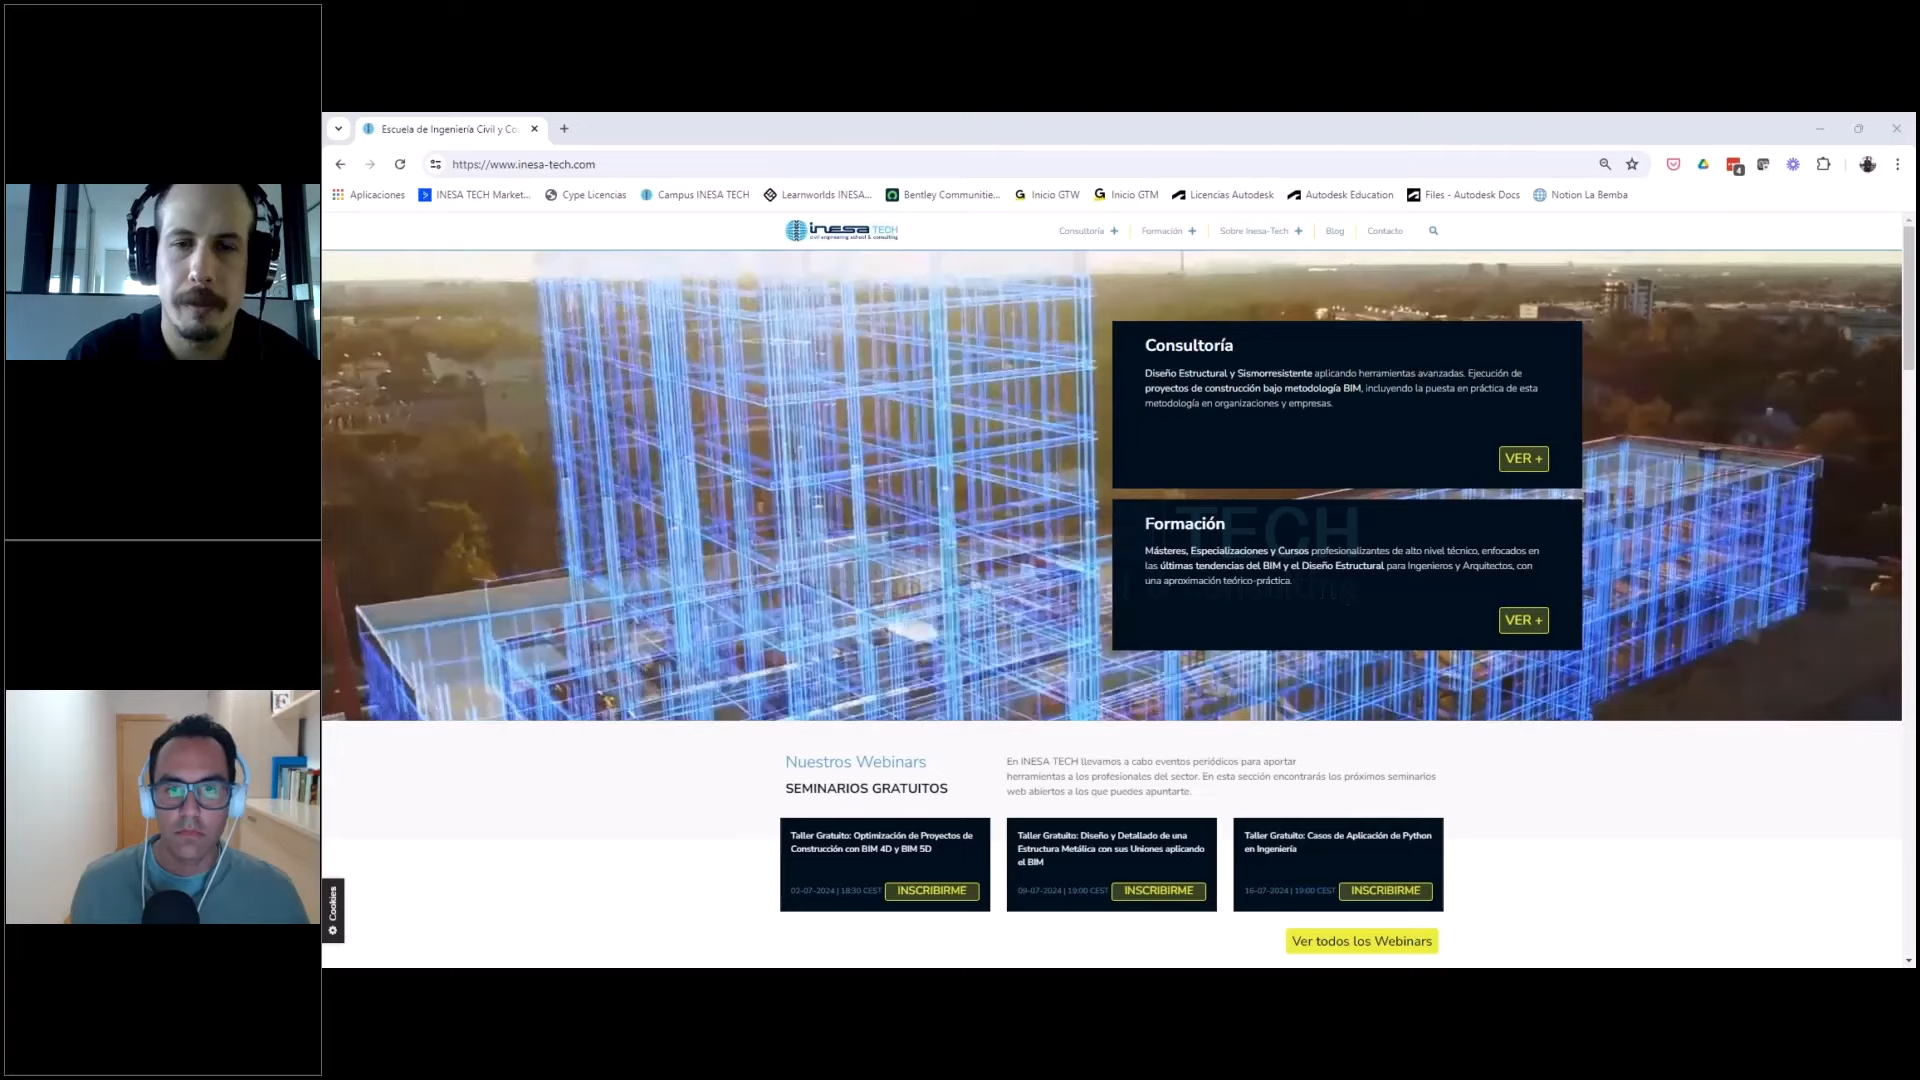 Escuela de Ingeniería Civil y Co
https://www.inesa-tech.com
4
Aplicaciones INESA TECH Market... Cype Licencias Campus INESA TECH Learnworlds INESA... Bentley Communitie... Inicio GTW Inicio GTM Licencias Autodesk Autodesk Education Files - Autodesk Docs Notion La Bemba
inesa TECH
civil engineering school & consulting
Consultoría + Formación + Sobre Inesa-Tech + Blog Contacto
Consultoría
Diseño Estructural y Sismorresistente aplicando herramientas avanzadas. Ejecución de
proyectos de construcción bajo metodología BIM, incluyendo la puesta en práctica de esta
metodología en organizaciones y empresas.
VER +
TECH
Formación
Másteres, Especializaciones y Cursos profesionalizantes de alto nivel técnico, enfocados en
las últimas tendencias del BIM y el Diseño Estructural para Ingenieros y Arquitectos, con
una aproximación teórico-práctica.
VER +
Nuestros Webinars
SEMINARIOS GRATUITOS
En INESA TECH llevamos a cabo eventos periódicos para aportar
herramientas a los profesionales del sector. En esta sección encontrarás los próximos seminarios
web abiertos a los que puedes apuntarte.
Taller Gratuito: Optimización de Proyectos de
Construcción con BIM 4D y BIM 5D
02-07-2024 | 18:30 CEST INSCRIBIRME
Taller Gratuito: Diseño y Detallado de una
Estructura Metálica con sus Uniones aplicando
el BIM
09-07-2024 | 19:00 CEST INSCRIBIRME
Taller Gratuito: Casos de Aplicación de Python
en Ingeniería
16-07-2024 | 19:00 CEST INSCRIBIRME
Ver todos los Webinars
Cookies